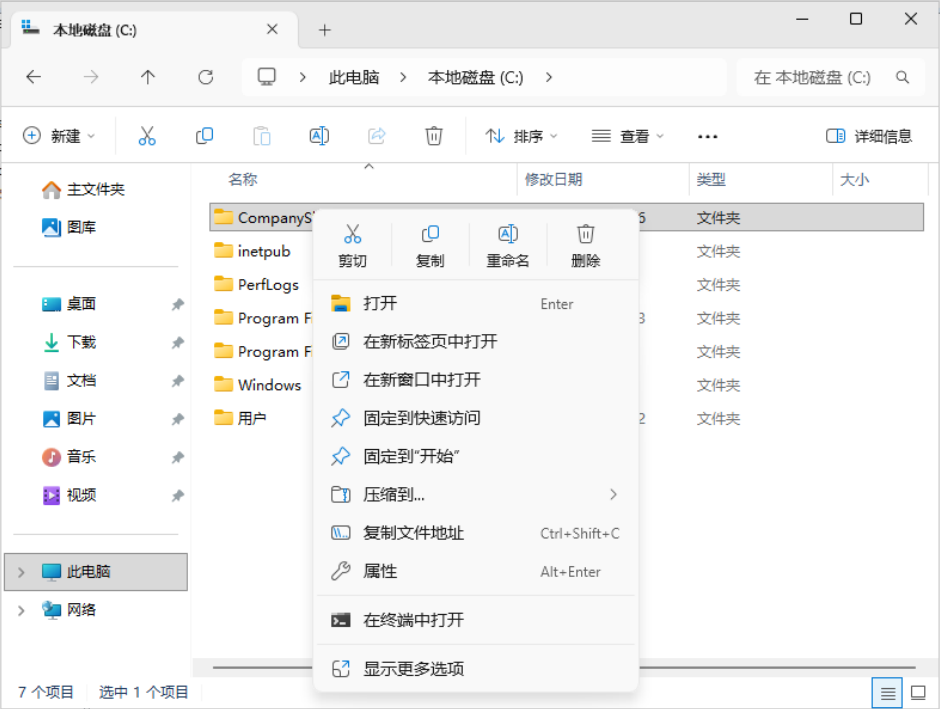 本地磁盘 (C:)
此电脑 本地磁盘 (C:) 在 本地磁盘 (C:)
新建 排序 查看 详细信息
名称 修改日期 类型 大小
主文件夹
图库
桌面
下载
文档
图片
音乐
视频
此电脑
网络
6 文件夹
inetpub 文件夹
PerfLogs 文件夹
Program 3 文件夹
Program 文件夹
Windows 文件夹
用户 2 文件夹
剪切 复制 重命名 删除
打开 Enter
在新标签页中打开
在新窗口中打开
固定到快速访问
固定到“开始”
压缩到...
复制文件地址 Ctrl+Shift+C
属性 Alt+Enter
在终端中打开
显示更多选项
7 个项目 选中 1 个项目